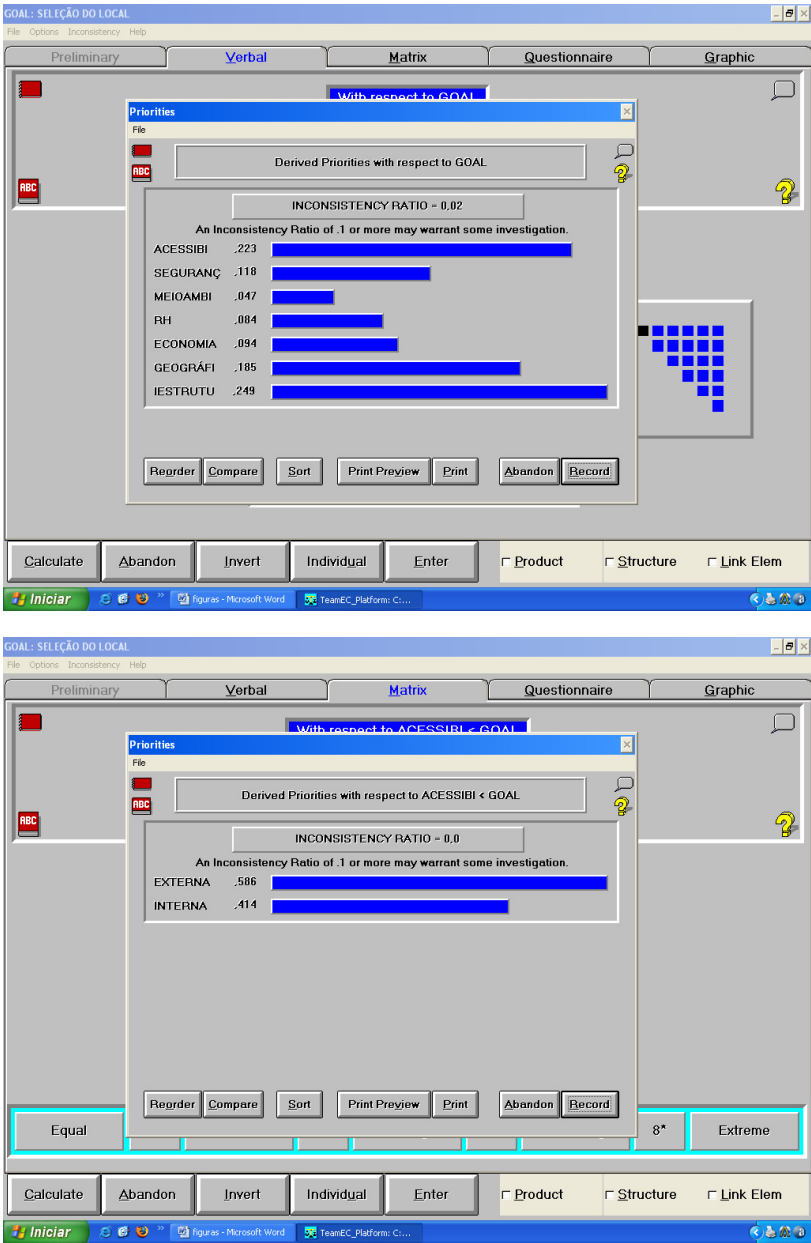 GOAL: SELEÇÃO DO LOCAL
File Options Inconsistency Help
Preliminary Verbal Matrix Questionnaire Graphic
With respect to GOAL
Priorities
File
Derived Priorities with respect to GOAL
ABC
ABC
INCONSISTENCY RATIO = 0,02
An Inconsistency Ratio of .1 or more may warrant some investigation.
ACESSIBI ,223
SEGURANÇ ,118
MEIOAMBI ,047
RH ,084
ECONOMIA ,094
GEOGRÁFI ,185
IESTRUTU ,249
Reorder Compare Sort Print Preview Print Abandon Record
Calculate Abandon Invert Individual Enter Product Structure Link Elem
Iniciar figuras - Microsoft Word TeamEC_Platform: C:...
GOAL: SELEÇÃO DO LOCAL
File Options Inconsistency Help
Preliminary Verbal Matrix Questionnaire Graphic
With respect to ACESSIBI < GOAL
Priorities
File
Derived Priorities with respect to ACESSIBI < GOAL
ABC
ABC
INCONSISTENCY RATIO = 0,0
An Inconsistency Ratio of .1 or more may warrant some investigation.
EXTERNA ,586
INTERNA ,414
Reorder Compare Sort Print Preview Print Abandon Record
Equal 8* Extreme
Calculate Abandon Invert Individual Enter Product Structure Link Elem
Iniciar figuras - Microsoft Word TeamEC_Platform: C:...